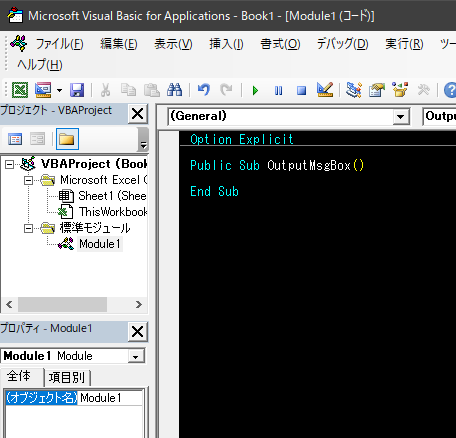 Microsoft Visual Basic for Applications - Book1 - [Module1 (コード)]
ファイル(F) 編集(E) 表示(V) 挿入(I) 書式(O) デバッグ(D) 実行(R) ツー
ヘルプ(H)
プロジェクト - VBAProject
(General)
Outpu
Option Explicit
Public Sub OutputMsgBox()
End Sub
VBAProject (Book
Microsoft Excel (
Sheet1 (Shee
ThisWorkbook
標準モジュール
Module1
プロパティ - Module1
Module1 Module
全体 項目別
(オブジェクト名) Module1